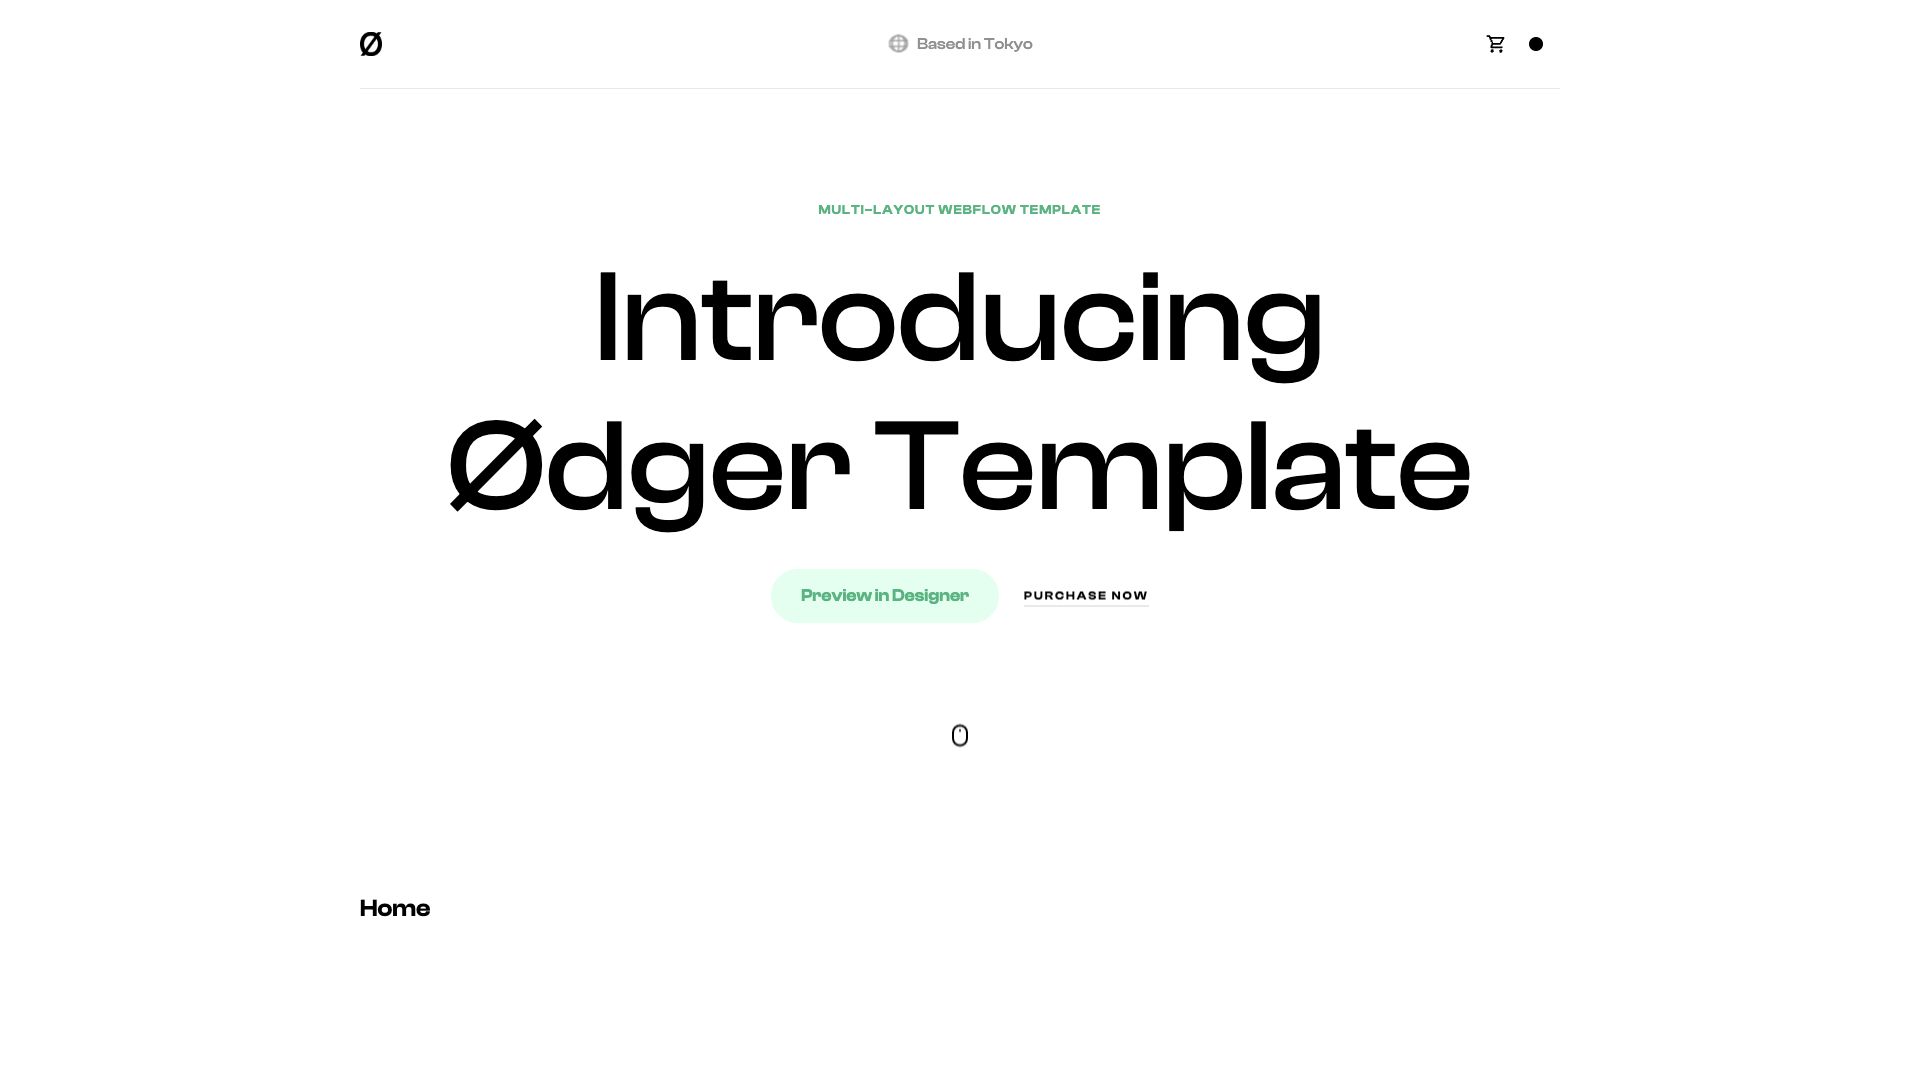 Ø
Based in Tokyo
MULTI-LAYOUT WEBFLOW TEMPLATE
Introducing
Ødger Template
Preview in Designer
PURCHASE NOW
Home